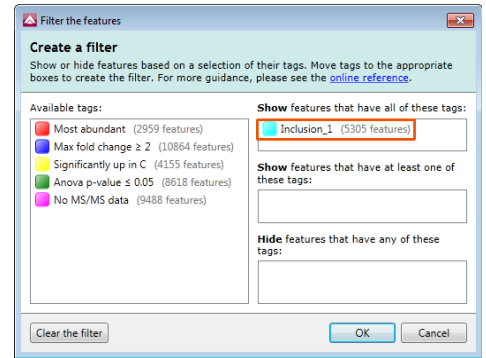 Filter the features
Create a filter
Show or hide features based on a selection of their tags. Move tags to the appropriate
boxes to create the filter. For more guidance, please see the online reference.
Available tags:
Most abundant (2959 features)
Max fold change ≥ 2 (10864 features)
Significantly up in C (4155 features)
Anova p-value ≤ 0.05 (8618 features)
No MS/MS data (9488 features)
Show features that have all of these tags:
Inclusion_1 (5305 features)
Show features that have at least one of
these tags:
Hide features that have any of these
tags:
Clear the filter
OK
Cancel